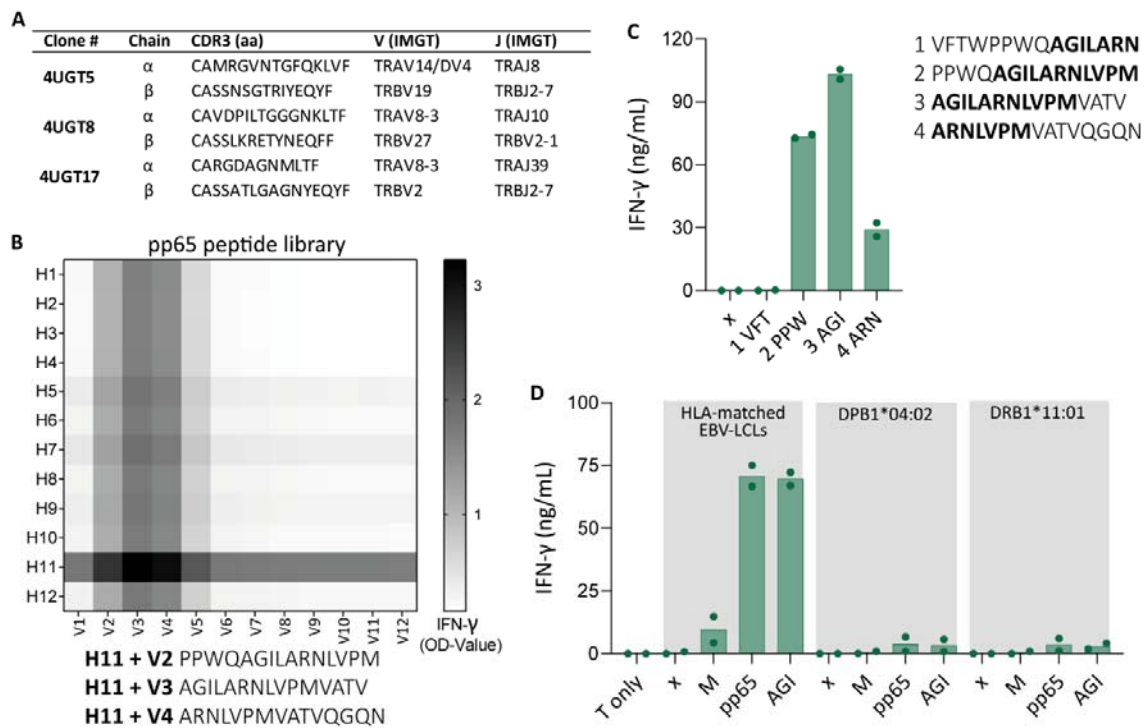 A
Clone # Chain CDR3 (aa) V (IMGT) J (IMGT)
4UGT5 α CAMRGVNTGFQKLVF TRAV14/DV4 TRAJ8
β CASSNSGTRIYEQYF TRBV19 TRBJ2-7
4UGT8 α CAVDPILTGGGNKLTF TRAV8-3 TRAJ10
β CASSLKRETYNEQFF TRBV27 TRBV2-1
4UGT17 α CARGDAGNMLTF TRAV8-3 TRAJ39
β CASSATLGAGNYEQYF TRBV2 TRBJ2-7
B
pp65 peptide library
H1
H2
H3
H4
H5
H6
H7
H8
H9
H10
H11
H12
V1 V2 V3 V4 V5 V6 V7 V8 V9 V10 V11 V12
3
2
1
IFN-γ
(OD-Value)
H11 + V2 PPWQAGILARNLVPM
H11 + V3 AGILARNLVPMVATV
H11 + V4 ARNLVPMVATVQGQN
C
IFN-γ (ng/mL)
120
90
60
30
0
x 1 VFT 2 PPW 3 AGI 4 ARN
1 VFTWPPWQAGILARN
2 PPWQAGILARNLVPM
3 AGILARNLVPMVATV
4 ARNLVPMVATVQGQN
D
IFN-γ (ng/mL)
100
75
50
25
0
HLA-matched
EBV-LCLs
DPB1*04:02
DRB1*11:01
T only x M pp65 AGI x M pp65 AGI x M pp65 AGI